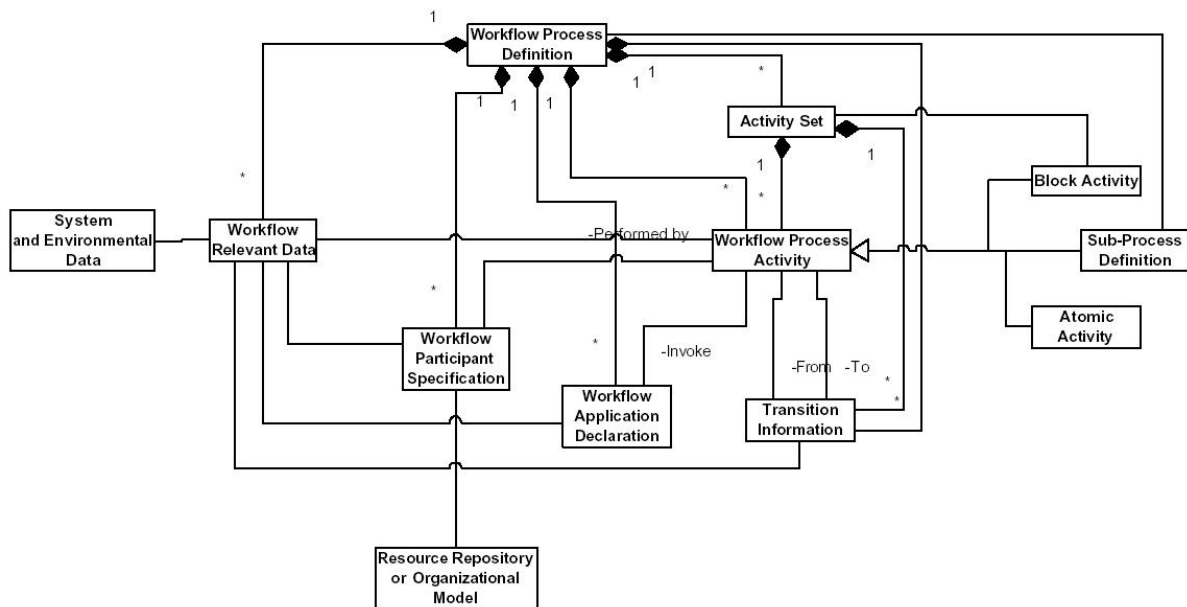 1
Workflow Process
Definition
1
1
*
1
1
1
1
Activity Set
1
1
Block Activity
*
*
*
System
and Environmental
Data
Workflow
Relevant Data
-Performed by
Workflow Process
Activity
Sub-Process
Definition
*
Atomic
Activity
Workflow
Participant
Specification
*
-Invoke
-From
-To
*
*
Workflow
Application
Declaration
Transition
Information
Resource Repository
or Organizational
Model